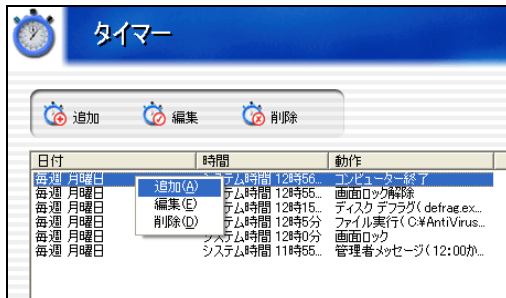 タイマー
追加 編集 削除
日付 時間 動作
毎週 月曜日 システム時間 12時56... コンピューター終了
毎週 月曜日 ステム時間 12時56... 画面ロック解除
毎週 月曜日 ステム時間 12時15... ディスク デフラグ( defrag.ex...
毎週 月曜日 ステム時間 12時5分 ファイル実行( C:¥AntiVirus...
毎週 月曜日 システム時間 12時0分 画面ロック
毎週 月曜日 システム時間 11時55... 管理者メッセージ(12:00か...
追加(A)
編集(E)
削除(D)